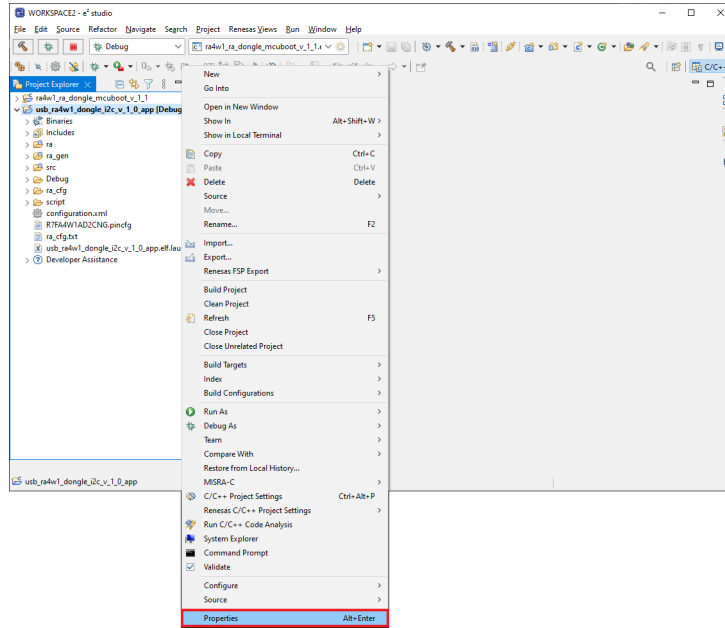 WORKSPACE2 - e² studio
File Edit Source Refactor Navigate Search Project Renesas Views Run Window Help
Debug
ra4w1_ra_dongle_mcuboot_v_1_1.
C/C++
Project Explorer
ra4w1_ra_dongle_mcuboot_v_1_1
usb_ra4w1_dongle_i2c_v_1_0_app [Debug
Binaries
Includes
ra
ra_gen
src
Debug
ra_cfg
script
configuration.xml
R7FA4W1AD2CNG.pincfg
ra_cfg.txt
usb_ra4w1_dongle_i2c_v_1_0_app.elf.lau
Developer Assistance
usb_ra4w1_dongle_i2c_v_1_0_app
New
Go Into
Open in New Window
Show In Alt+Shift+W
Show in Local Terminal
Copy Ctrl+C
Paste Ctrl+V
Delete Delete
Source
Move...
Rename... F2
Import...
Export...
Renesas FSP Export
Build Project
Clean Project
Refresh F5
Close Project
Close Unrelated Project
Build Targets
Index
Build Configurations
Run As
Debug As
Team
Compare With
Restore from Local History...
MISRA-C
C/C++ Project Settings Ctrl+Alt+P
Renesas C/C++ Project Settings
Run C/C++ Code Analysis
System Explorer
Command Prompt
Validate
Configure
Source
Properties Alt+Enter